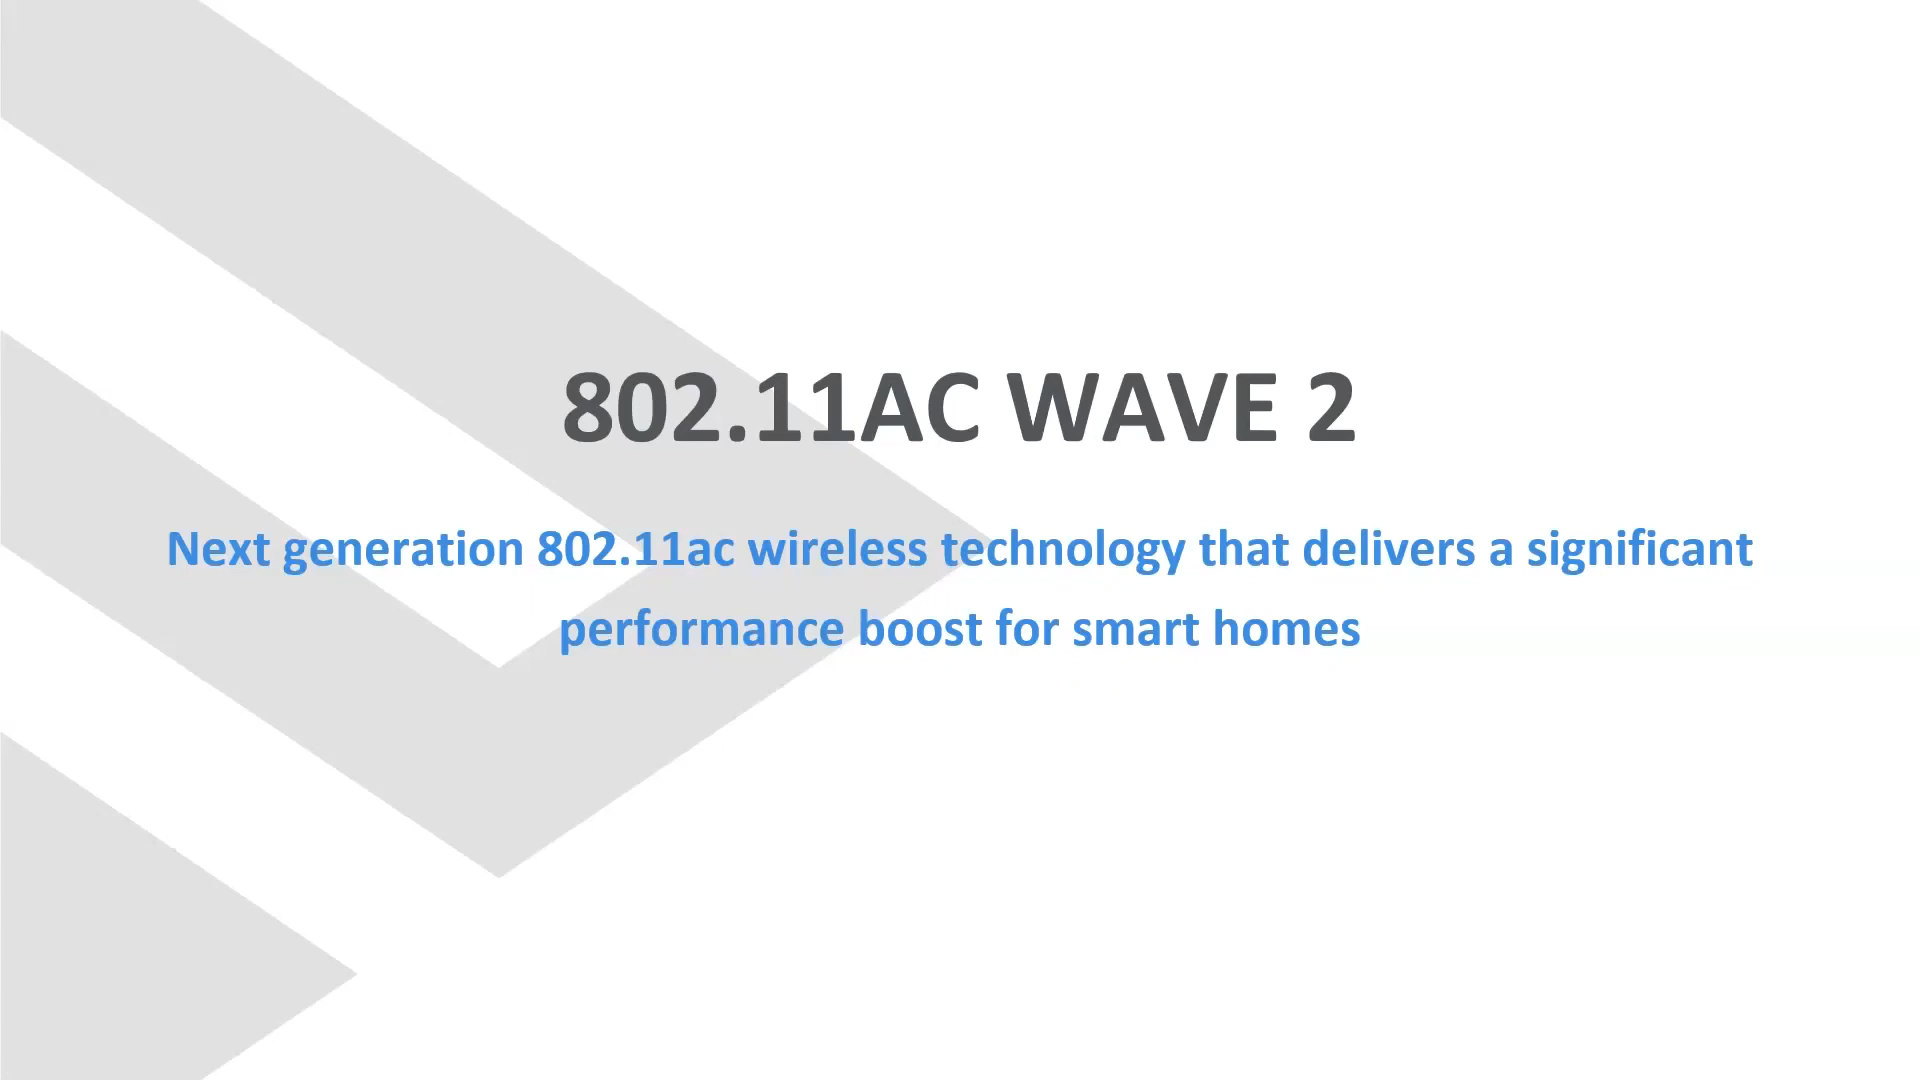 802.11AC WAVE 2
Next generation 802.11ac wireless technology that delivers a significant
performance boost for smart homes